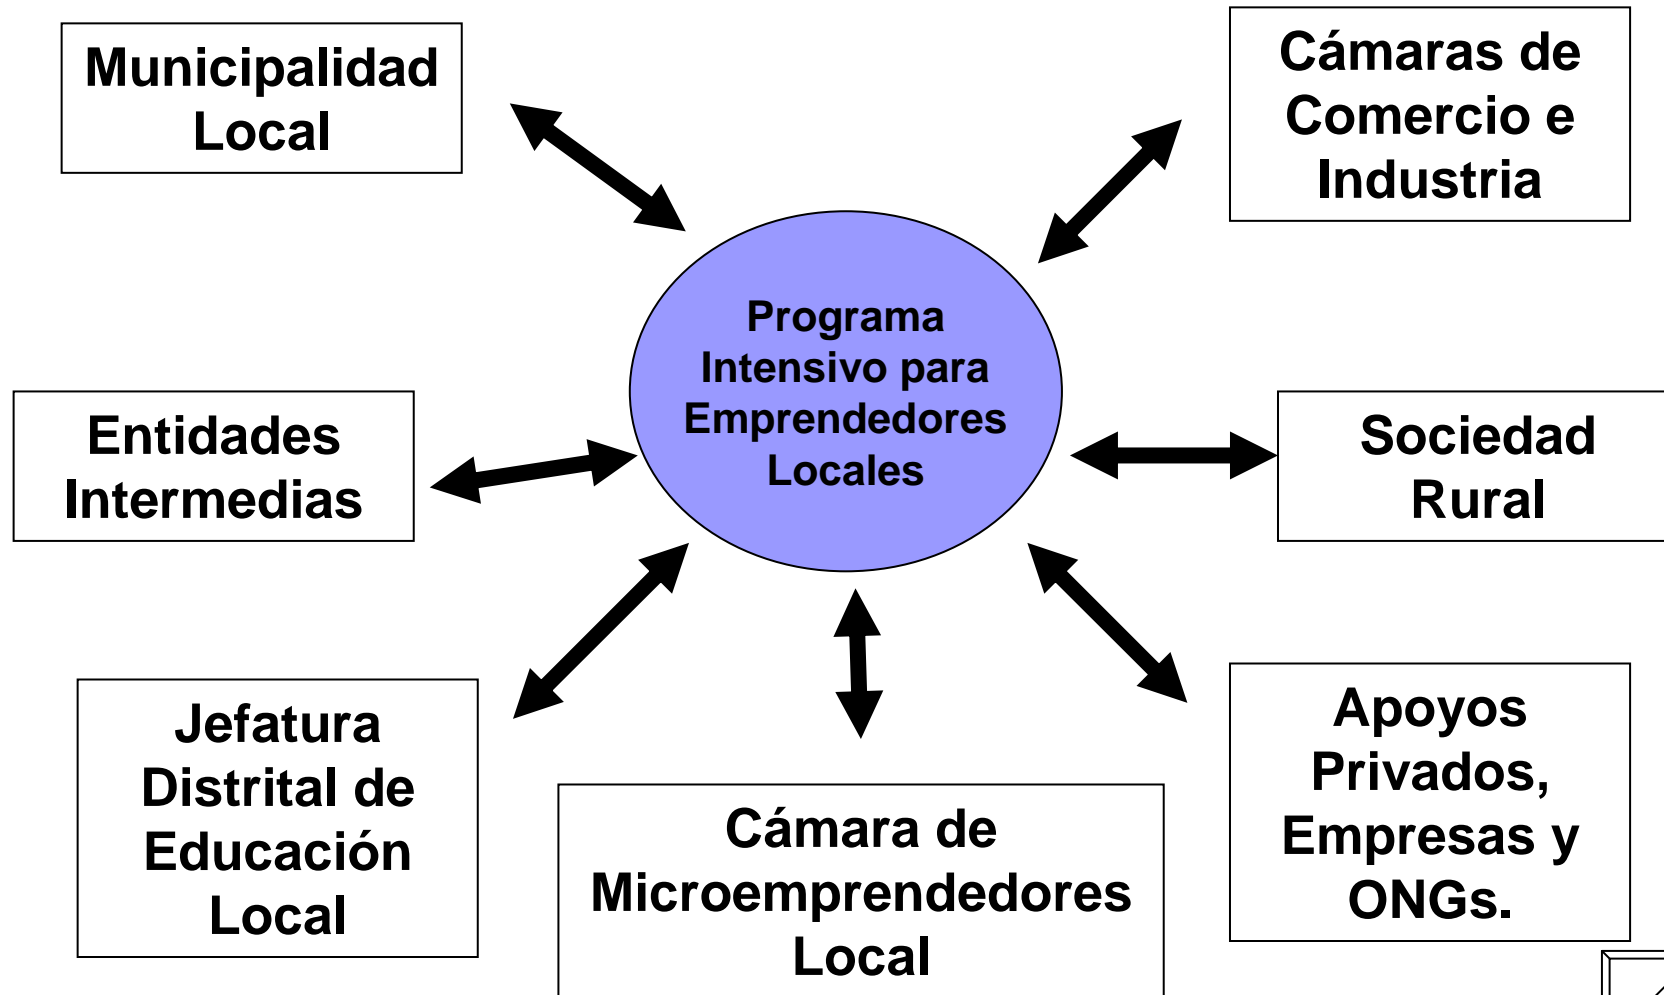 Municipalidad
Local
Cámaras de
Comercio e
Industria
Programa
Intensivo para
Emprendedores
Locales
Entidades
Intermedias
Sociedad
Rural
Jefatura
Distrital de
Educación
Local
Cámara de
Microemprendedores
Local
Apoyos
Privados,
Empresas y
ONGs.